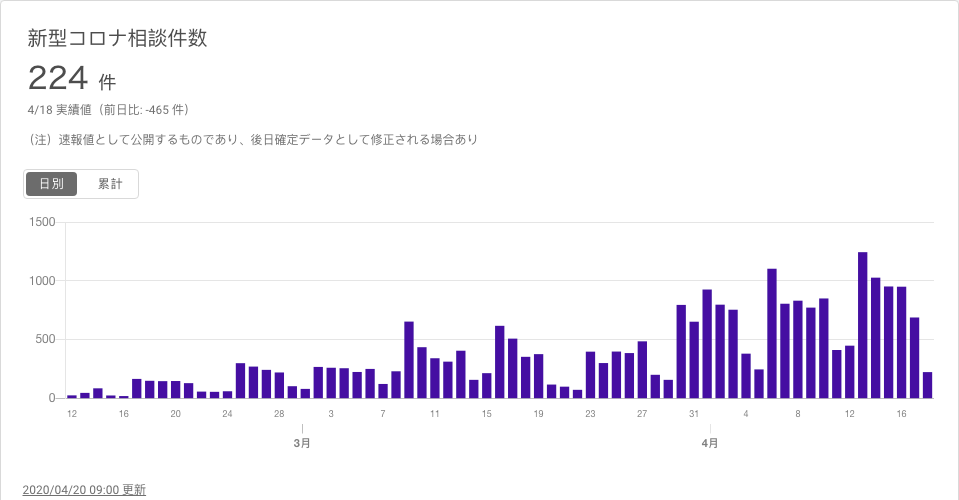 新型コロナ相談件数
224 件
4/18 実績値（前日比: -465 件）
（注）速報値として公開するものであり、後日確定データとして修正される場合あり
日別 累計
1500
1000
500
0
12 16 20 24 28 3 7 11 15 19 23 27 31 4 8 12 16
3月 4月
2020/04/20 09:00 更新